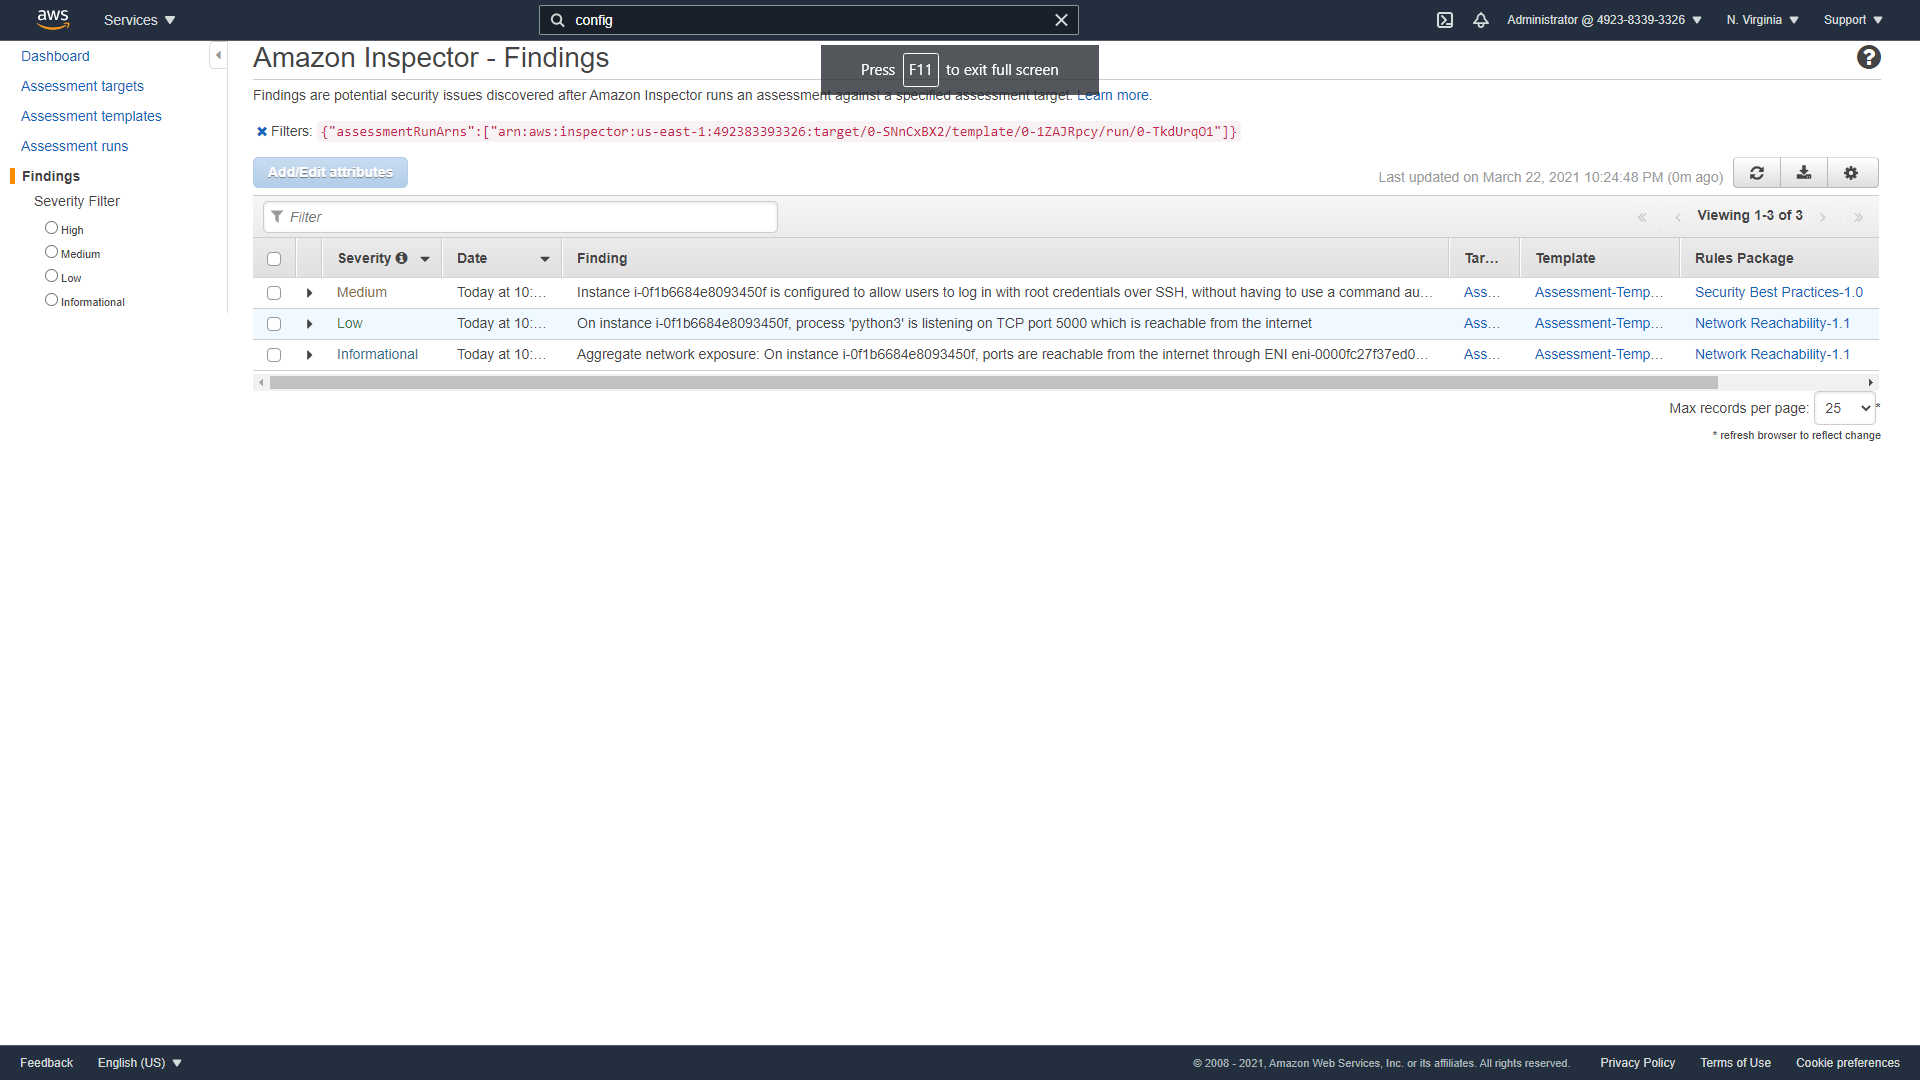 aws
Services
config
Administrator @ 4923-8339-3326
N. Virginia
Support
Dashboard
Assessment targets
Assessment templates
Assessment runs
Findings
Severity Filter
High
Medium
Low
Informational
Amazon Inspector - Findings
Press F11 to exit full screen
Findings are potential security issues discovered after Amazon Inspector runs an assessment against a specified assessment target. Learn more.
Filters: {"assessmentRunArns":["arn:aws:inspector:us-east-1:492383393326:target/0-SNnCxBX2/template/0-1ZAJRpcy/run/0-TkdUrqO1"]}
Add/Edit attributes
Last updated on March 22, 2021 10:24:48 PM (0m ago)
Filter
« ‹ Viewing 1-3 of 3 › »
Severity Date Finding Tar... Template Rules Package
Medium Today at 10:... Instance i-0f1b6684e8093450f is configured to allow users to log in with root credentials over SSH, without having to use a command au... Ass... Assessment-Temp... Security Best Practices-1.0
Low Today at 10:... On instance i-0f1b6684e8093450f, process 'python3' is listening on TCP port 5000 which is reachable from the internet Ass... Assessment-Temp... Network Reachability-1.1
Informational Today at 10:... Aggregate network exposure: On instance i-0f1b6684e8093450f, ports are reachable from the internet through ENI eni-0000fc27f37ed0... Ass... Assessment-Temp... Network Reachability-1.1
Max records per page: 25 *
* refresh browser to reflect change
Feedback
English (US)
© 2008 - 2021, Amazon Web Services, Inc. or its affiliates. All rights reserved.
Privacy Policy
Terms of Use
Cookie preferences